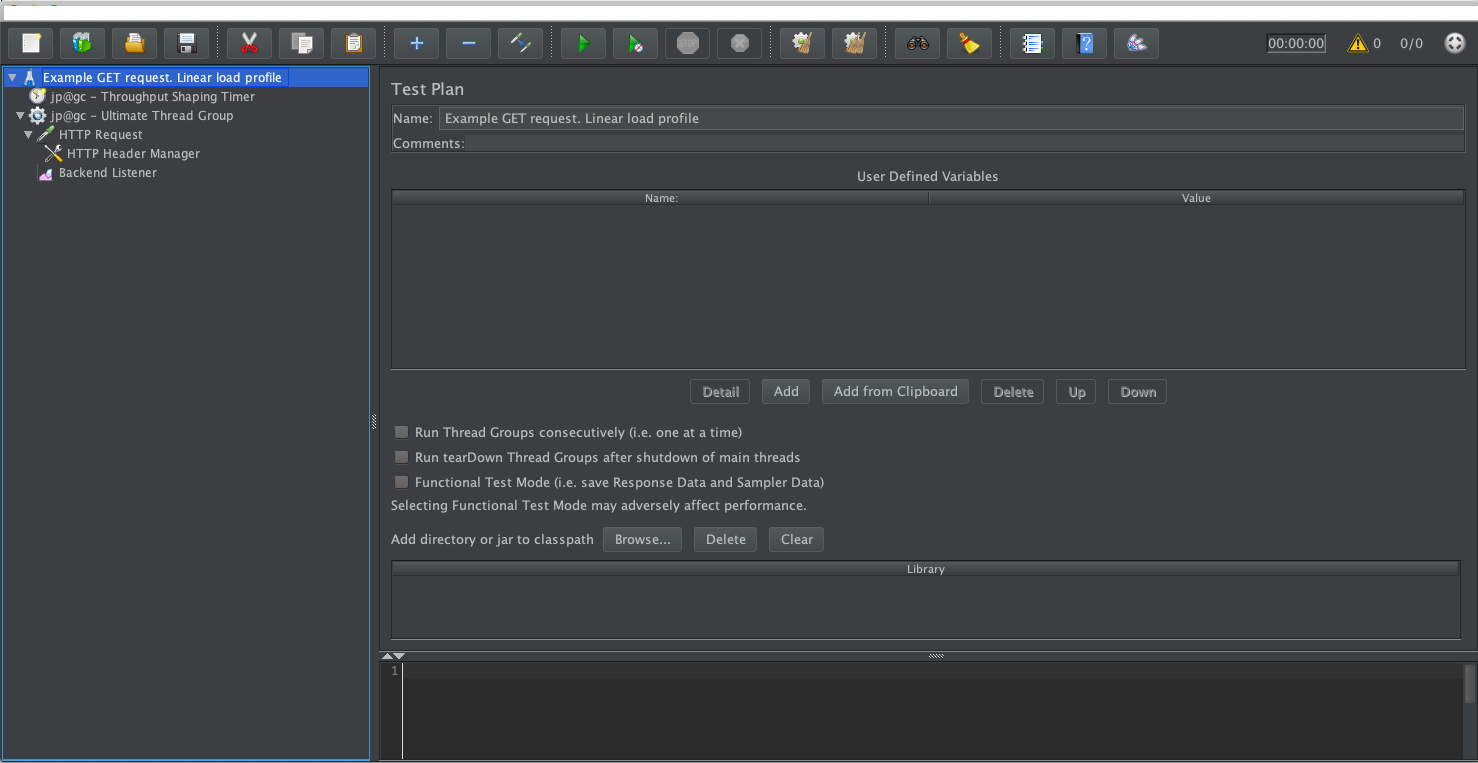 00:00:00 0 0/0
Example GET request. Linear load profile
jp@gc - Throughput Shaping Timer
jp@gc - Ultimate Thread Group
HTTP Request
HTTP Header Manager
Backend Listener
Test Plan
Name: Example GET request. Linear load profile
Comments:
User Defined Variables
Name: Value
Detail Add Add from Clipboard Delete Up Down
Run Thread Groups consecutively (i.e. one at a time)
Run tearDown Thread Groups after shutdown of main threads
Functional Test Mode (i.e. save Response Data and Sampler Data)
Selecting Functional Test Mode may adversely affect performance.
Add directory or jar to classpath Browse... Delete Clear
Library
1